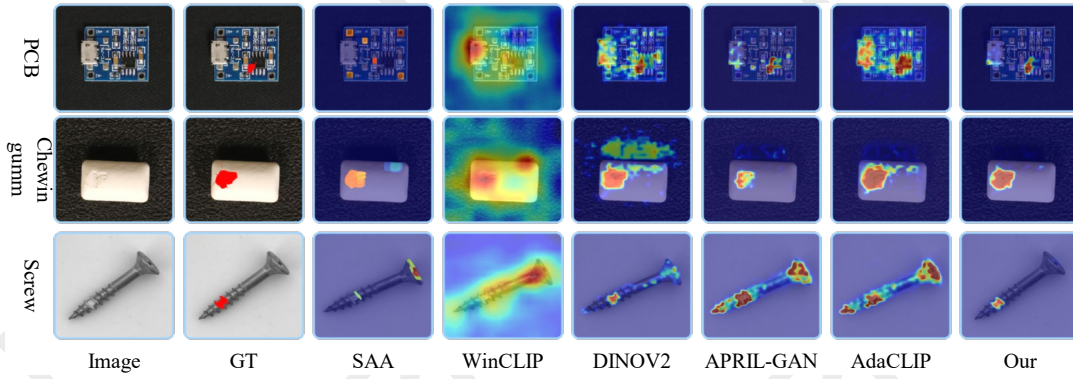 PCB
Chewin
gumm
Screw
Image GT SAA WinCLIP DINOV2 APRIL-GAN AdaCLIP Our